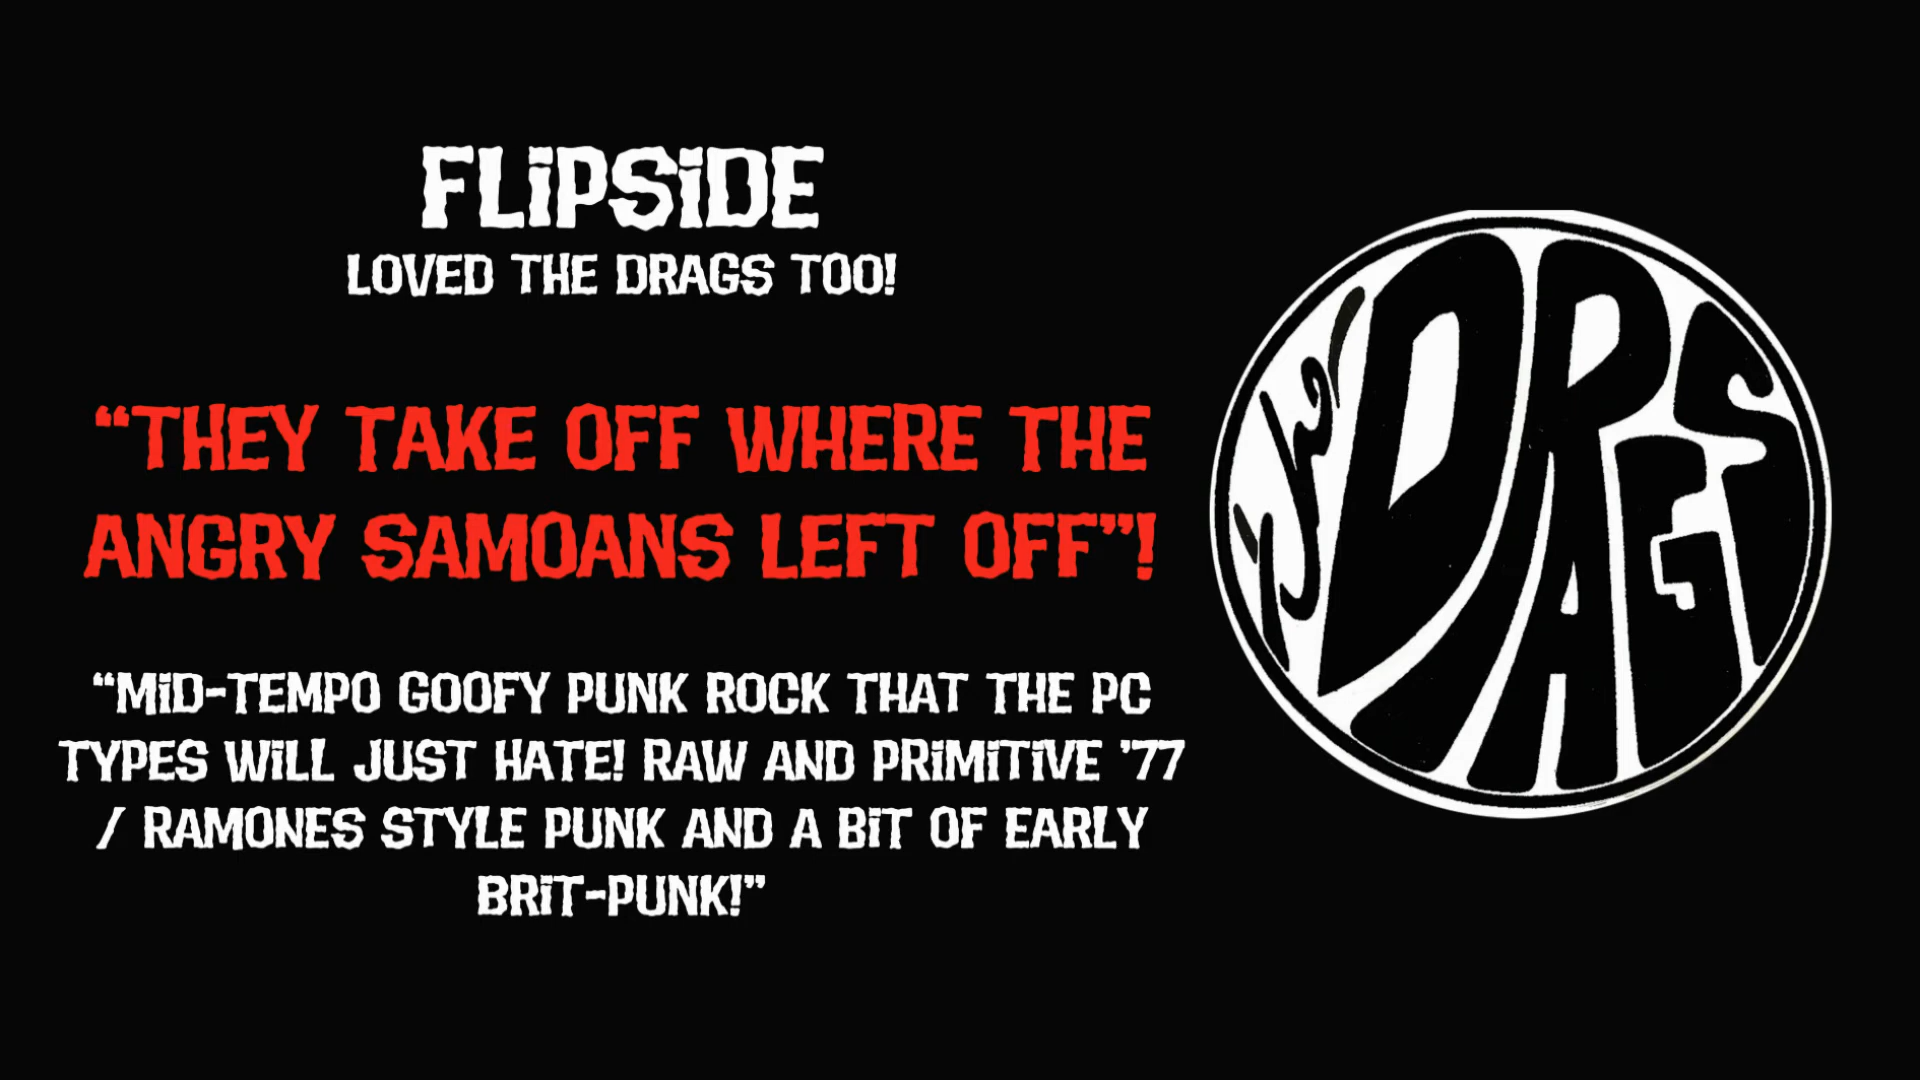 FLiPSiDE
LOVED THE DRAGS TOO!
“THEY TAKE OFF WHERE THE
ANGRY SAMOANS LEFT OFF”!
“MiD-TEMPO GOOFY PUNK ROCK THAT THE PC
TYPES WiLL JUST HATE! RAW AND PRiMiTiVE ’77
/ RAMONES STYLE PUNK AND A BiT OF EARLY
BRiT-PUNK!”
The DRAGS